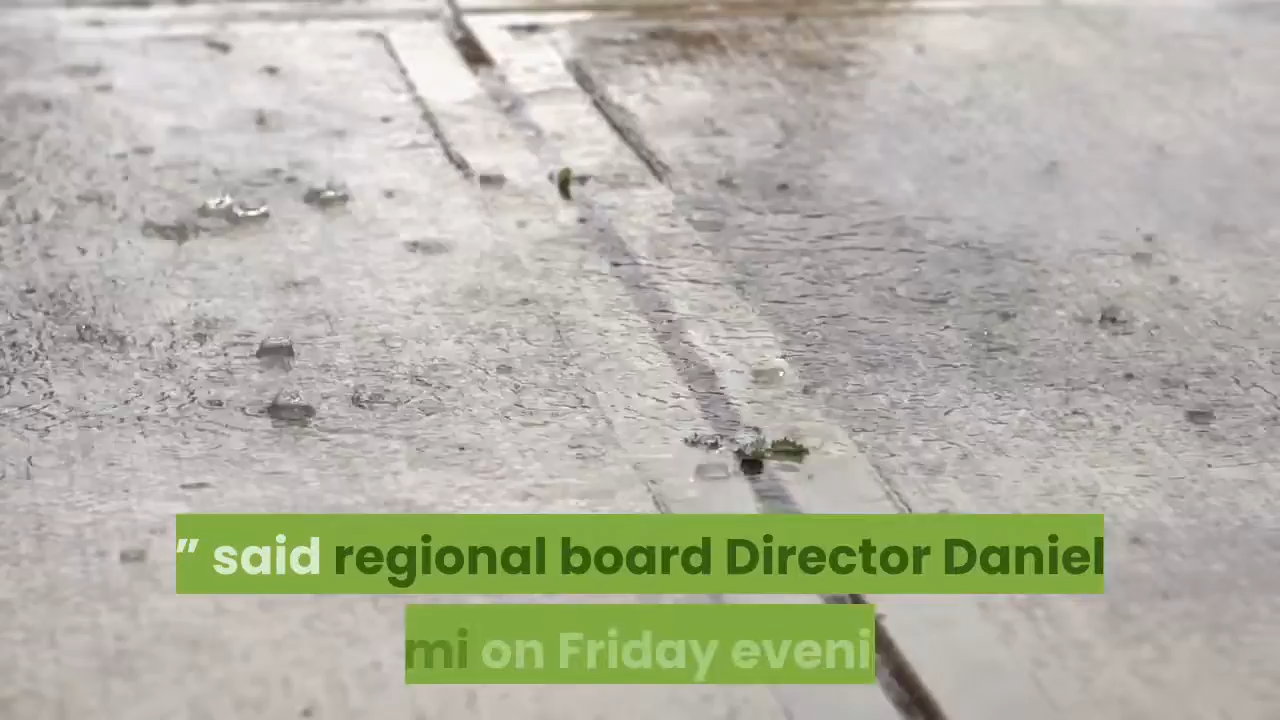 ” said regional board Director Daniel
mi on Friday eveni